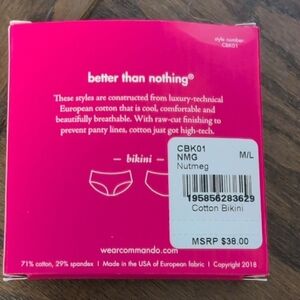 style number
CBK01
better than nothing®
These styles are constructed from luxury-technical
European cotton that is cool, comfortable and
beautifully breathable. With raw-cut finishing to
prevent panty lines, cotton just got high-tech.
– bikini –
CBK01
NMG M/L
Nutmeg
195856283629
Cotton Bikini
MSRP $38.00
wearcommando.com
71% cotton, 29% spandex | Made in the USA of European fabric | Copyright 2018